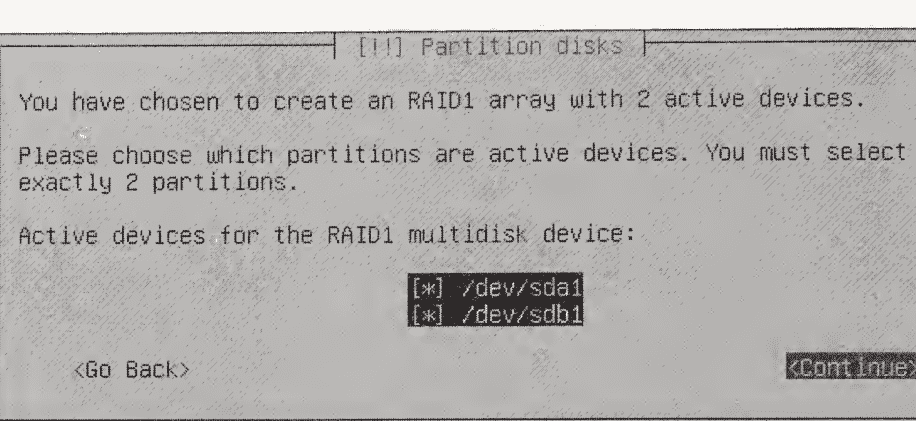 [!!] Partition disks
You have chosen to create an RAID1 array with 2 active devices.
Please choose which partitions are active devices. You must select
exactly 2 partitions.
Active devices for the RAID1 multidisk device:
[*] /dev/sda1
[*] /dev/sdb1
<Go Back>
<Continue>